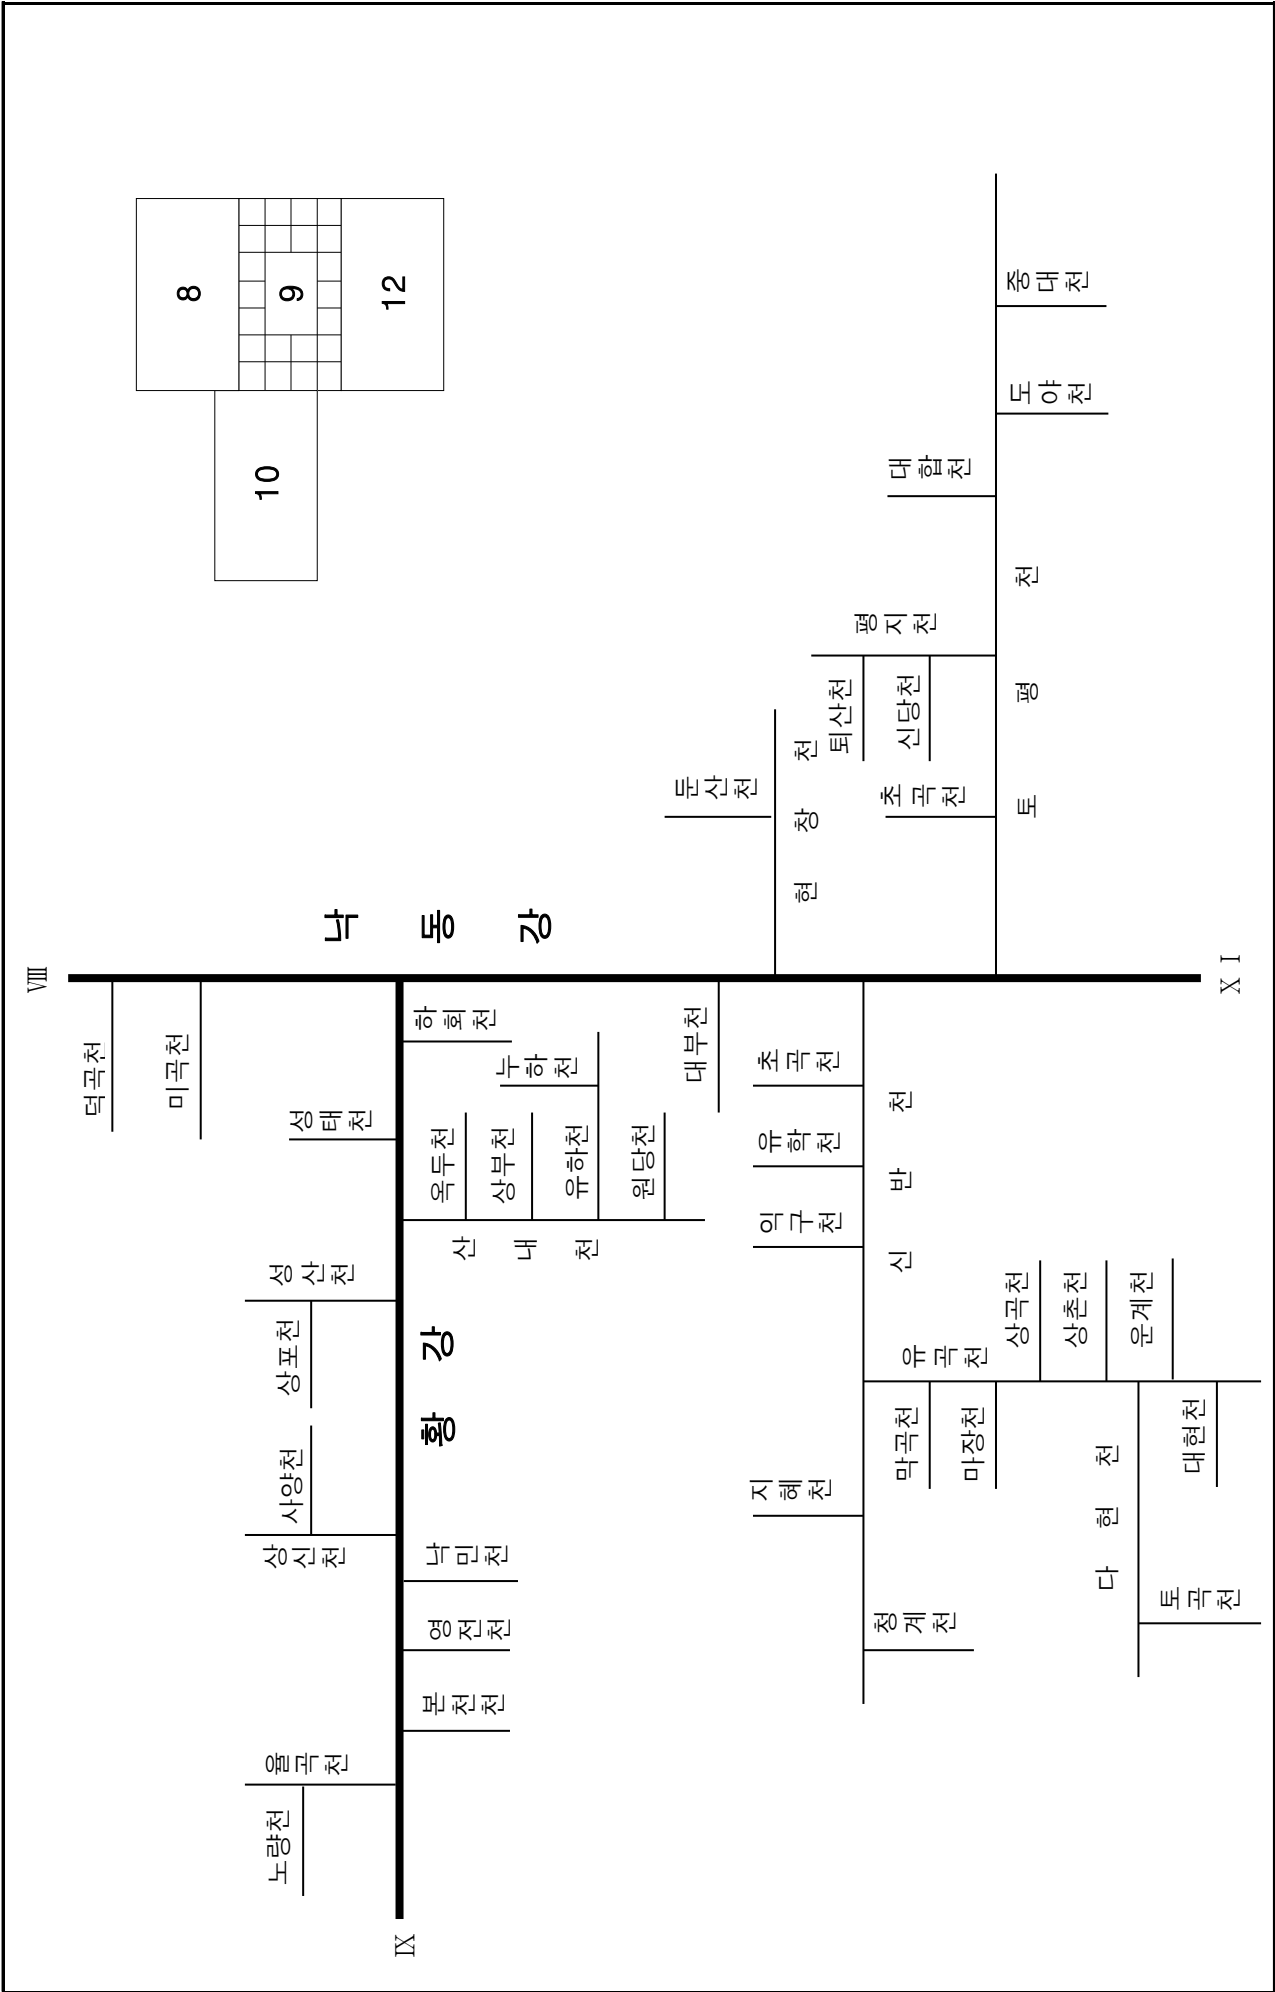 8
9
10
12
낙동강
VIII
XI
IX
덕곡천
미곡천
황강
하회천
성태천
산내천
옥두천
상부천
유하천
누하천
원당천
성산천
상포천
상신천
사양천
낙민천
영전천
본천천
율곡천
노량천
대부천
현창천
둔산천
신반천
초곡천
유학천
익구천
유곡천
막곡천
마장천
상곡천
상촌천
운계천
다현천
토곡천
대현천
지혜천
청계천
토평천
초곡천
평지천
퇴산천
신당천
대합천
도야천
중대천